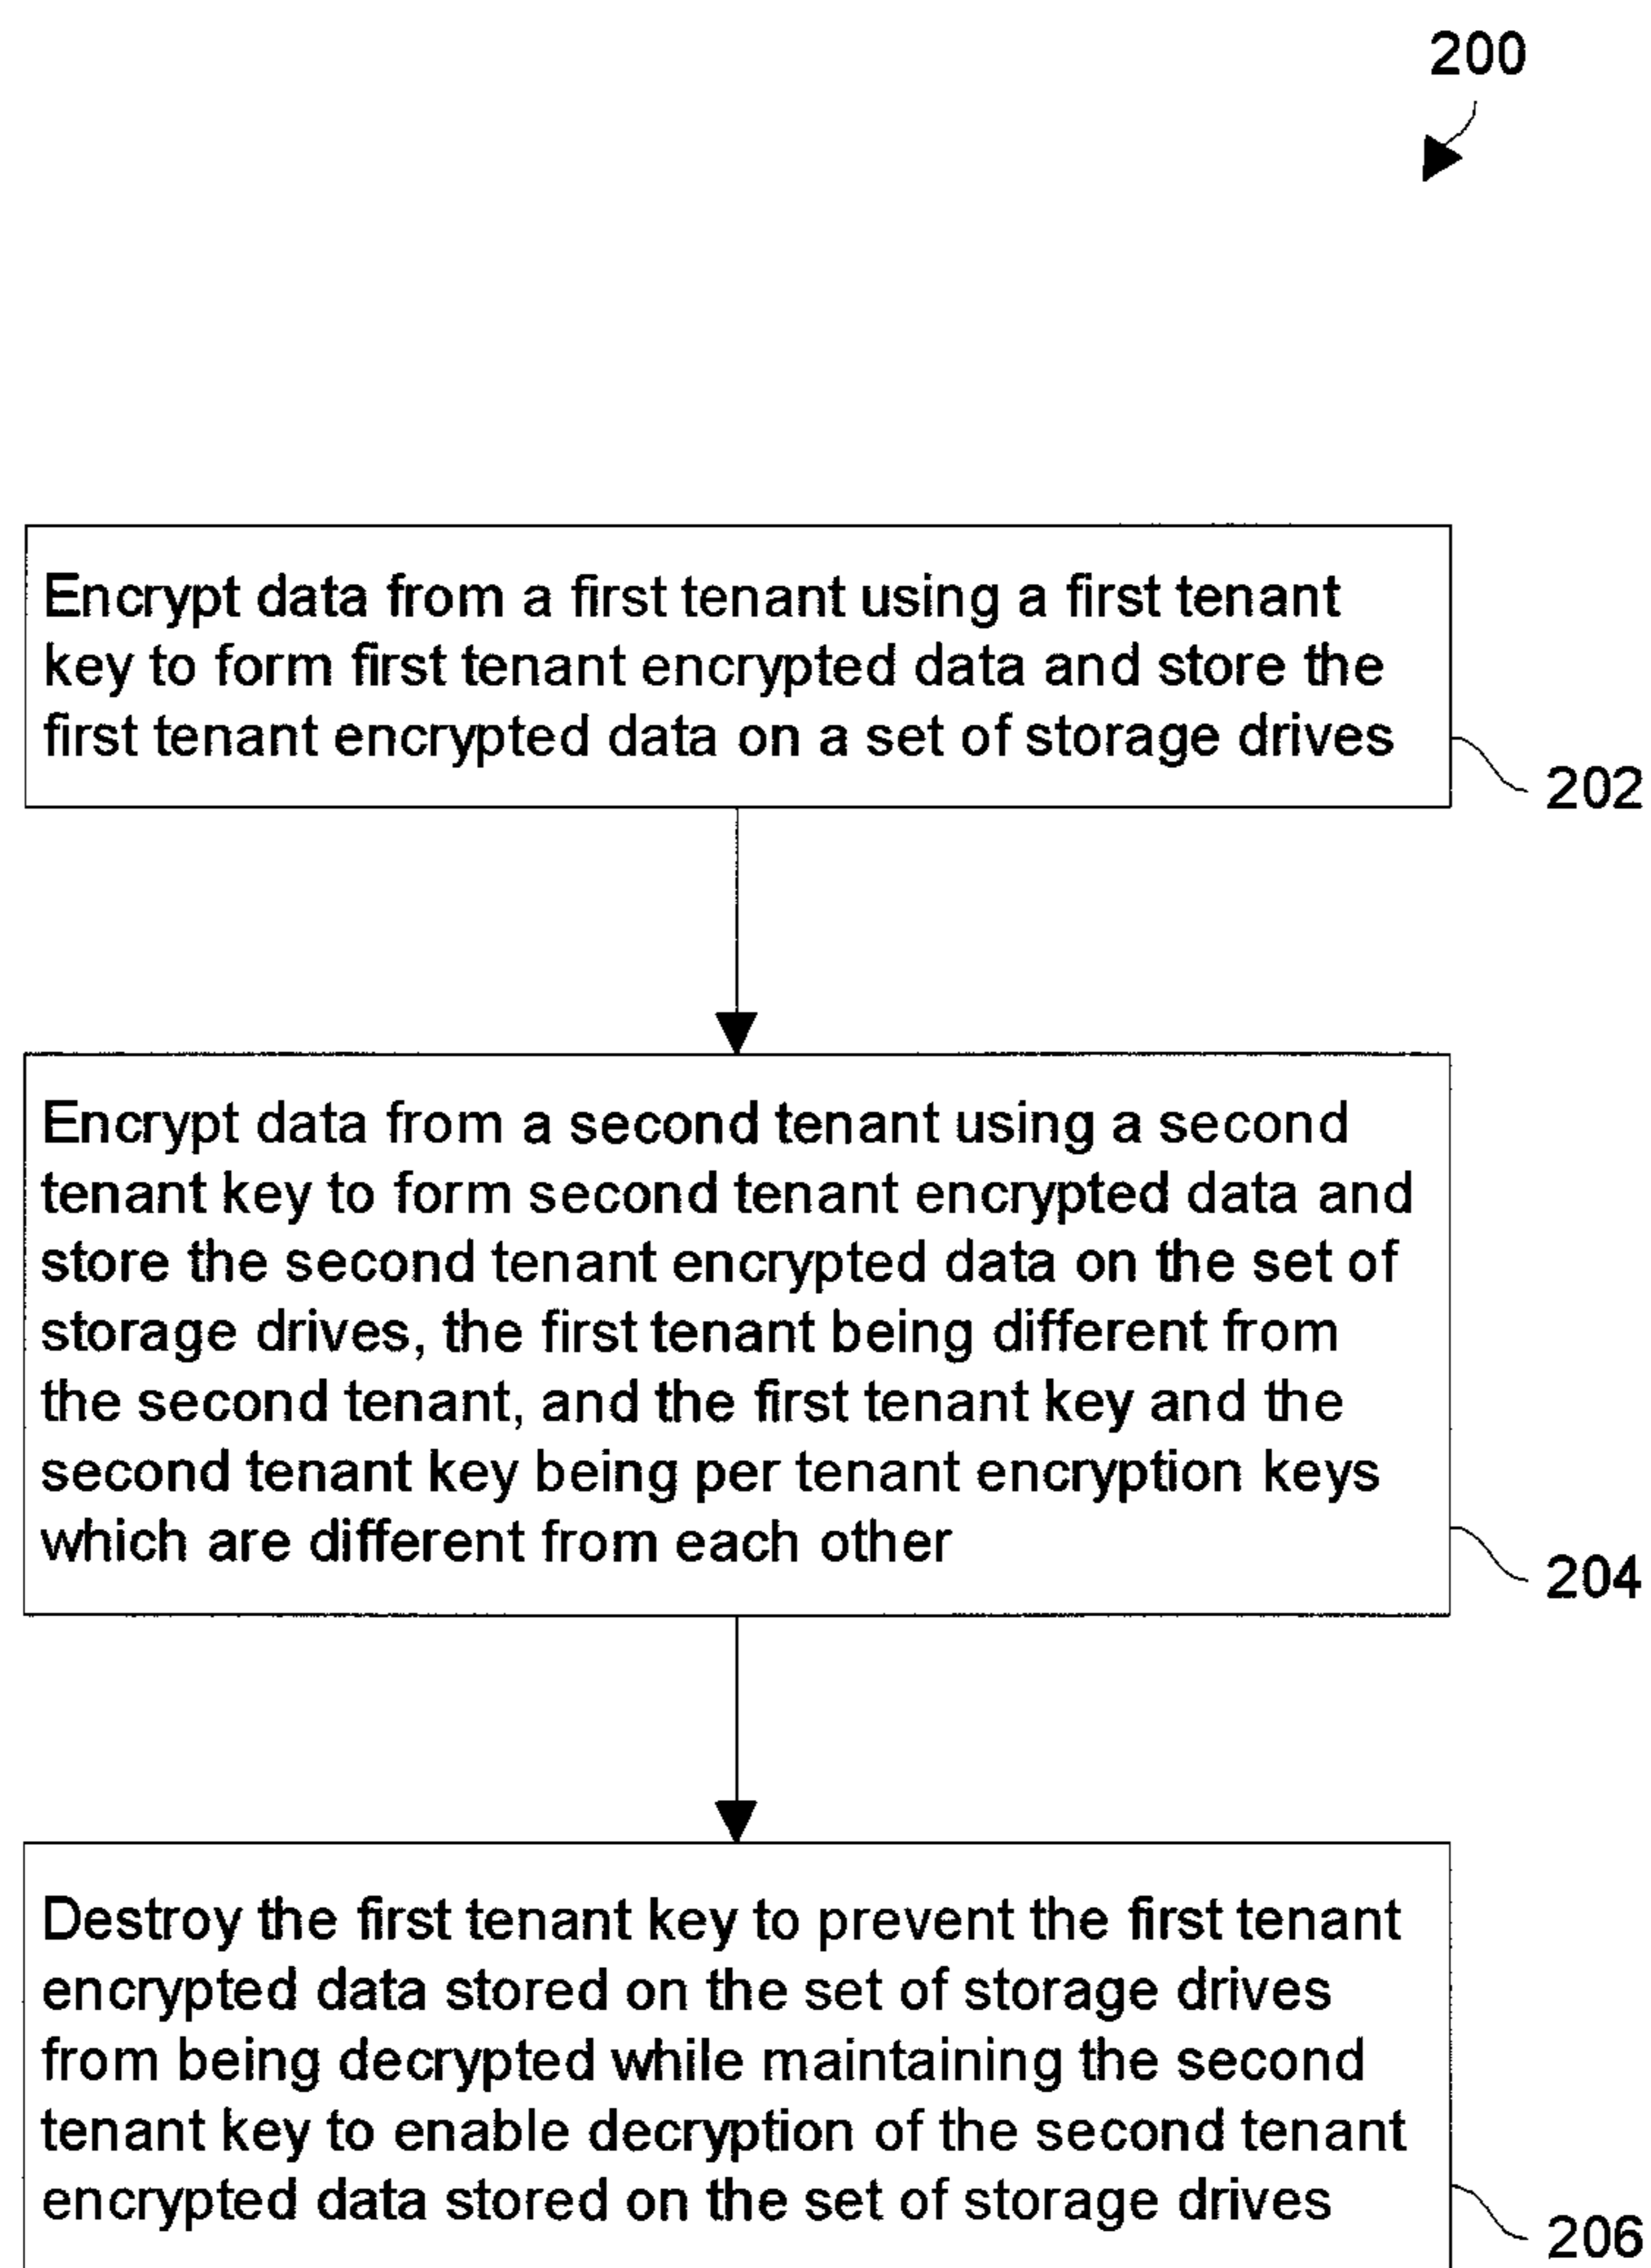 200
Encrypt data from a first tenant using a first tenant
key to form first tenant encrypted data and store the
first tenant encrypted data on a set of storage drives
202
Encrypt data from a second tenant using a second
tenant key to form second tenant encrypted data and
store the second tenant encrypted data on the set of
storage drives, the first tenant being different from
the second tenant, and the first tenant key and the
second tenant key being per tenant encryption keys
which are different from each other
204
Destroy the first tenant key to prevent the first tenant
encrypted data stored on the set of storage drives
from being decrypted while maintaining the second
tenant key to enable decryption of the second tenant
encrypted data stored on the set of storage drives
206